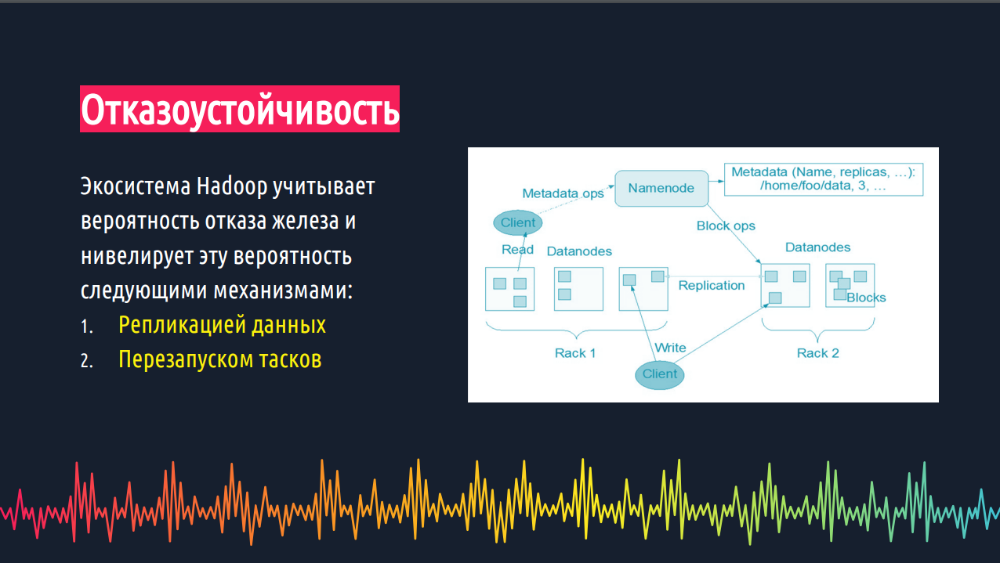 Отказоустойчивость
Экосистема Hadoop учитывает
вероятность отказа железа и
нивелирует эту вероятность
следующими механизмами:
1. Репликацией данных
2. Перезапуском тасков
Metadata (Name, replicas, ...):
/home/foo/data, 3, ...
Namenode
Metadata ops
Client
Block ops
Read
Datanodes
Datanodes
Replication
Blocks
Write
Rack 1
Rack 2
Client